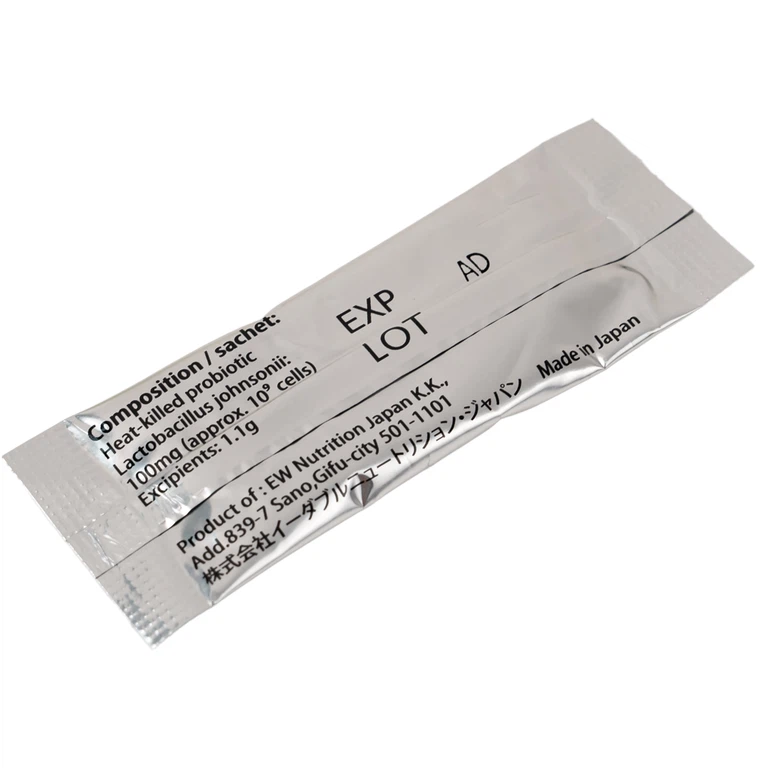 EXP AD
LOT
Composition / sachet:
Heat-killed probiotic
Lactobacillus johnsonii:
100mg (approx. 10⁹ cells)
Excipients: 1.1g
Product of : EW Nutrition Japan K.K.,
Add.839-7 Sano,Gifu-city 501-1101
株式会社イーダブルニュートリション・ジャパン Made in Japan